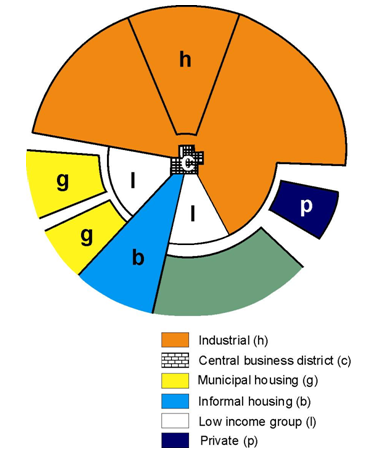 h
c
g
l
p
g
l
b
Industrial (h)
Central business district (c)
Municipal housing (g)
Informal housing (b)
Low income group (l)
Private (p)